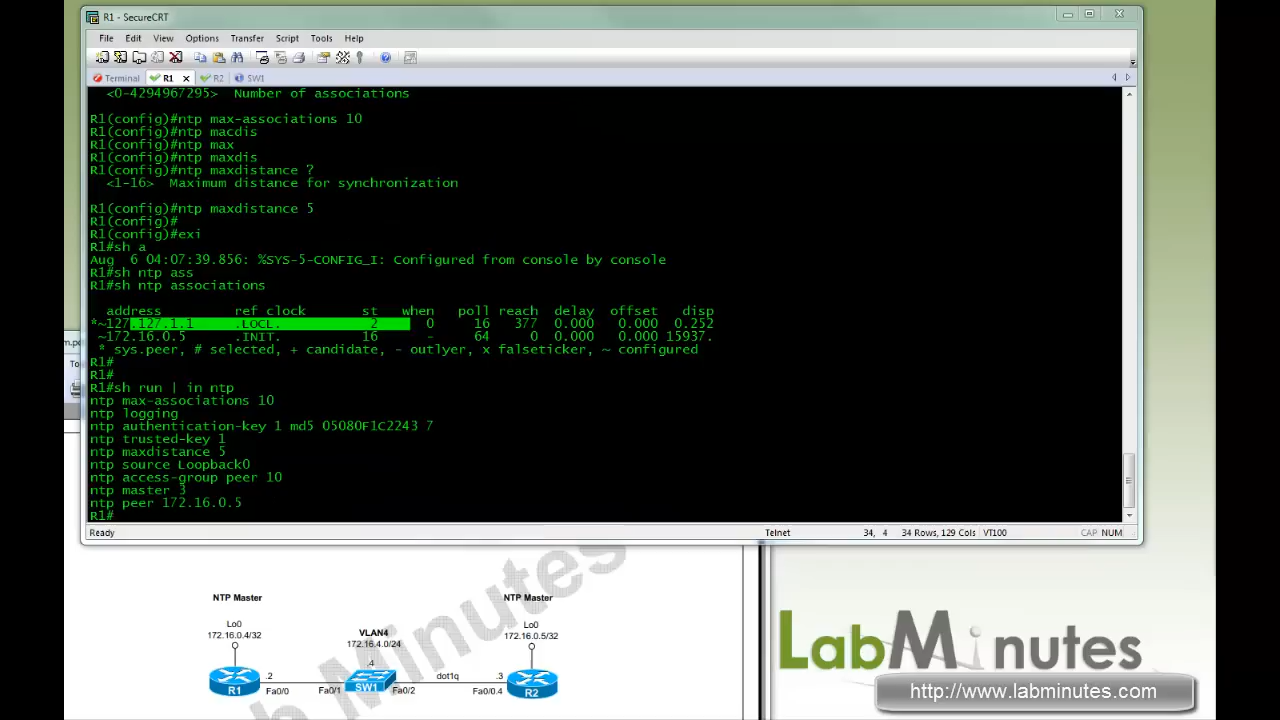 R1 - SecureCRT
File Edit View Options Transfer Script Tools Help
Terminal R1 x R2 SW1
<0-4294967295> Number of associations
R1(config)#ntp max-associations 10
R1(config)#ntp macdis
R1(config)#ntp max
R1(config)#ntp maxdis
R1(config)#ntp maxdistance ?
<1-16> Maximum distance for synchronization
R1(config)#ntp maxdistance 5
R1(config)#
R1(config)#exi
R1#sh a
Aug 6 04:07:39.856: %SYS-5-CONFIG_I: Configured from console by console
R1#sh ntp ass
R1#sh ntp associations
address ref clock st when poll reach delay offset disp
*~127.127.1.1 .LOCL. 2 0 16 377 0.000 0.000 0.252
~172.16.0.5 .INIT. 16 - 64 0 0.000 0.000 15937.
* sys.peer, # selected, + candidate, - outlyer, x falseticker, ~ configured
R1#
R1#
R1#sh run | in ntp
ntp max-associations 10
ntp logging
ntp authentication-key 1 md5 05080F1C2243 7
ntp trusted-key 1
ntp maxdistance 5
ntp source Loopback0
ntp access-group peer 10
ntp master 3
ntp peer 172.16.0.5
R1#
Ready Telnet 34, 4 34 Rows, 129 Cols VT100 CAP NUM
m.p
To
Minutes
NTP Master NTP Master
Lo0 Lo0
172.16.0.4/32 172.16.0.5/32
VLAN4
172.16.4.0/24
.4
.2 dot1q .3
R1 Fa0/0 Fa0/1 SW1 Fa0/2 Fa0/0.4 R2
LabMinutes
http://www.labminutes.com